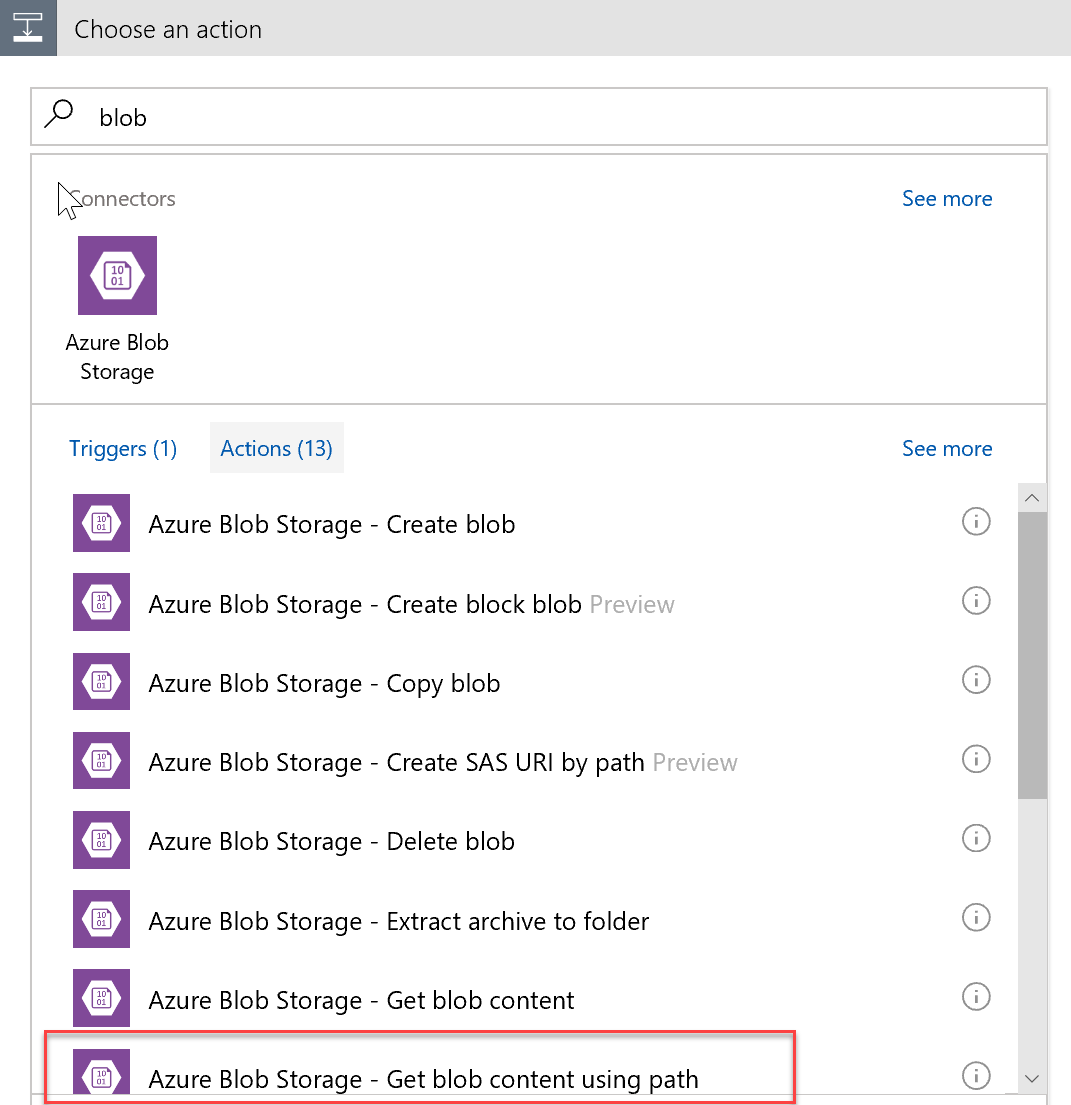 Choose an action
blob
Connectors
See more
Azure Blob
Storage
Triggers (1)
Actions (13)
See more
Azure Blob Storage - Create blob
Azure Blob Storage - Create block blob Preview
Azure Blob Storage - Copy blob
Azure Blob Storage - Create SAS URI by path Preview
Azure Blob Storage - Delete blob
Azure Blob Storage - Extract archive to folder
Azure Blob Storage - Get blob content
Azure Blob Storage - Get blob content using path